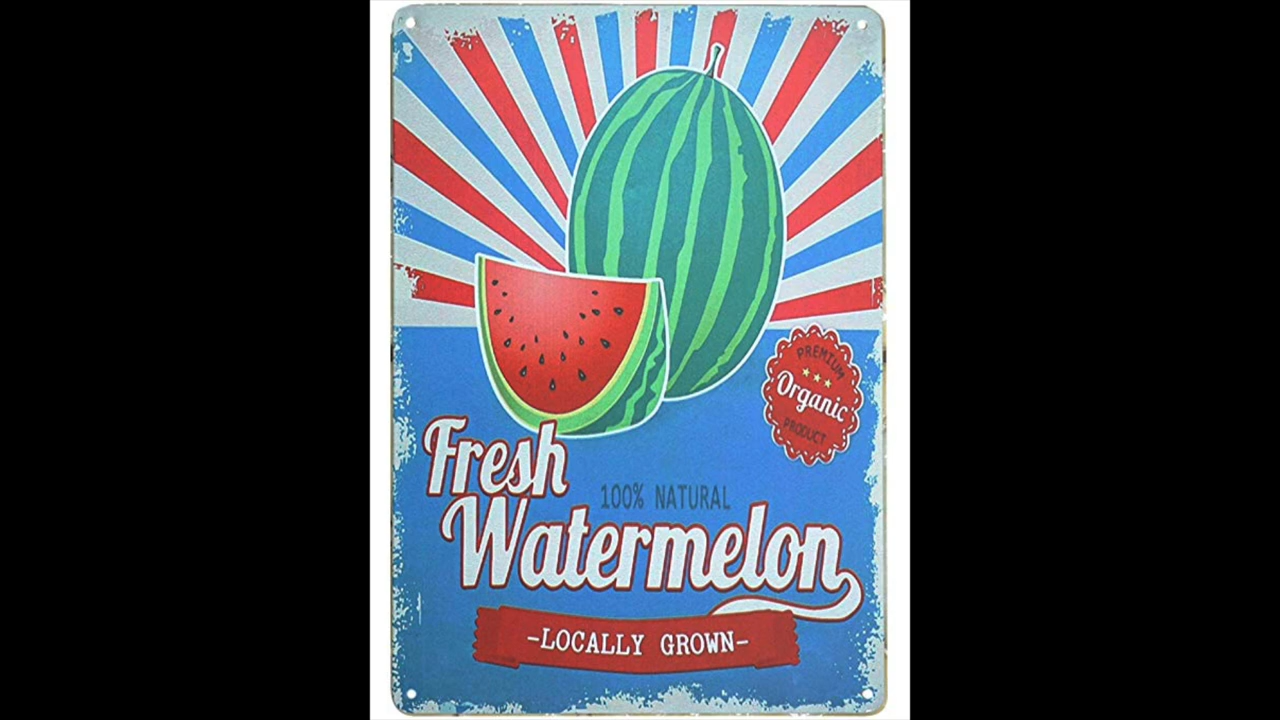 PREMIUM
Organic
PRODUCT
Fresh
100% NATURAL
Watermelon
-LOCALLY GROWN-